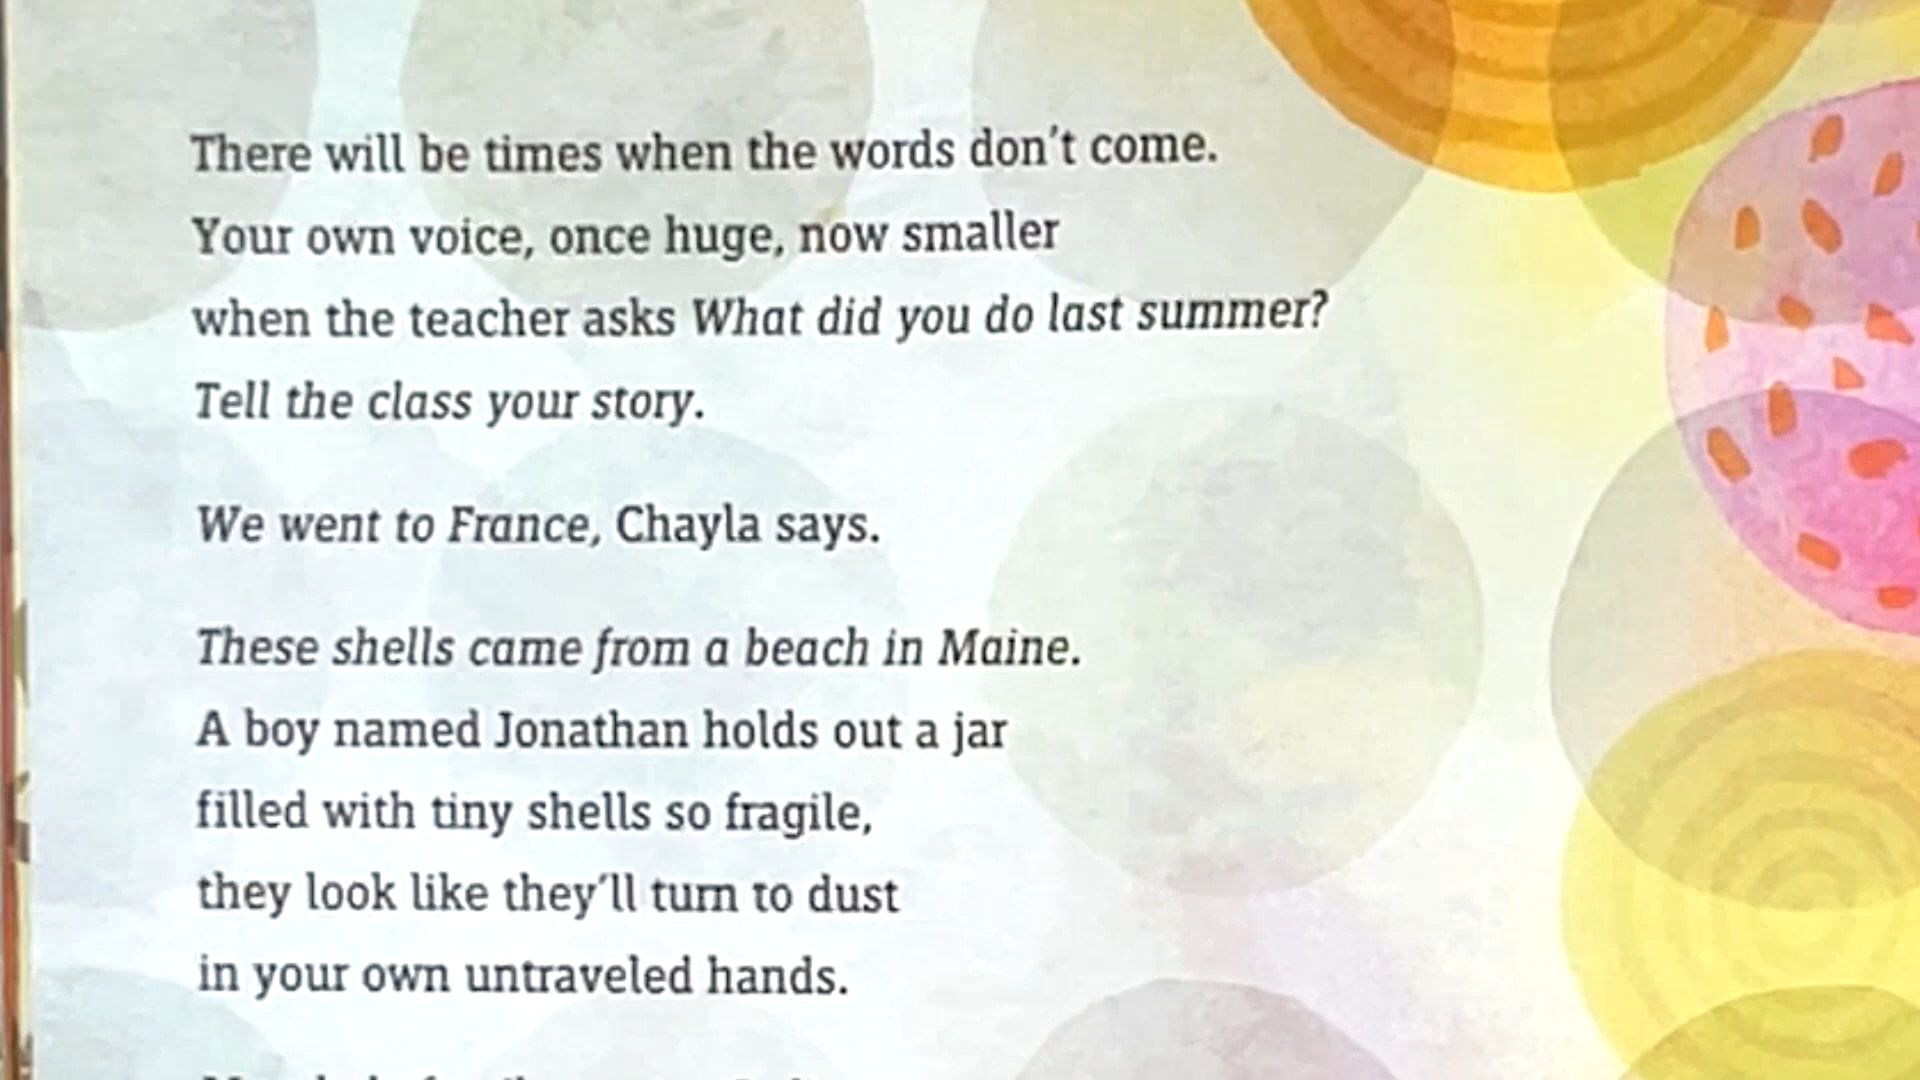 There will be times when the words don't come.
Your own voice, once huge, now smaller
when the teacher asks What did you do last summer?
Tell the class your story.
We went to France, Chayla says.
These shells came from a beach in Maine.
A boy named Jonathan holds out a jar
filled with tiny shells so fragile,
they look like they'll turn to dust
in your own untraveled hands.